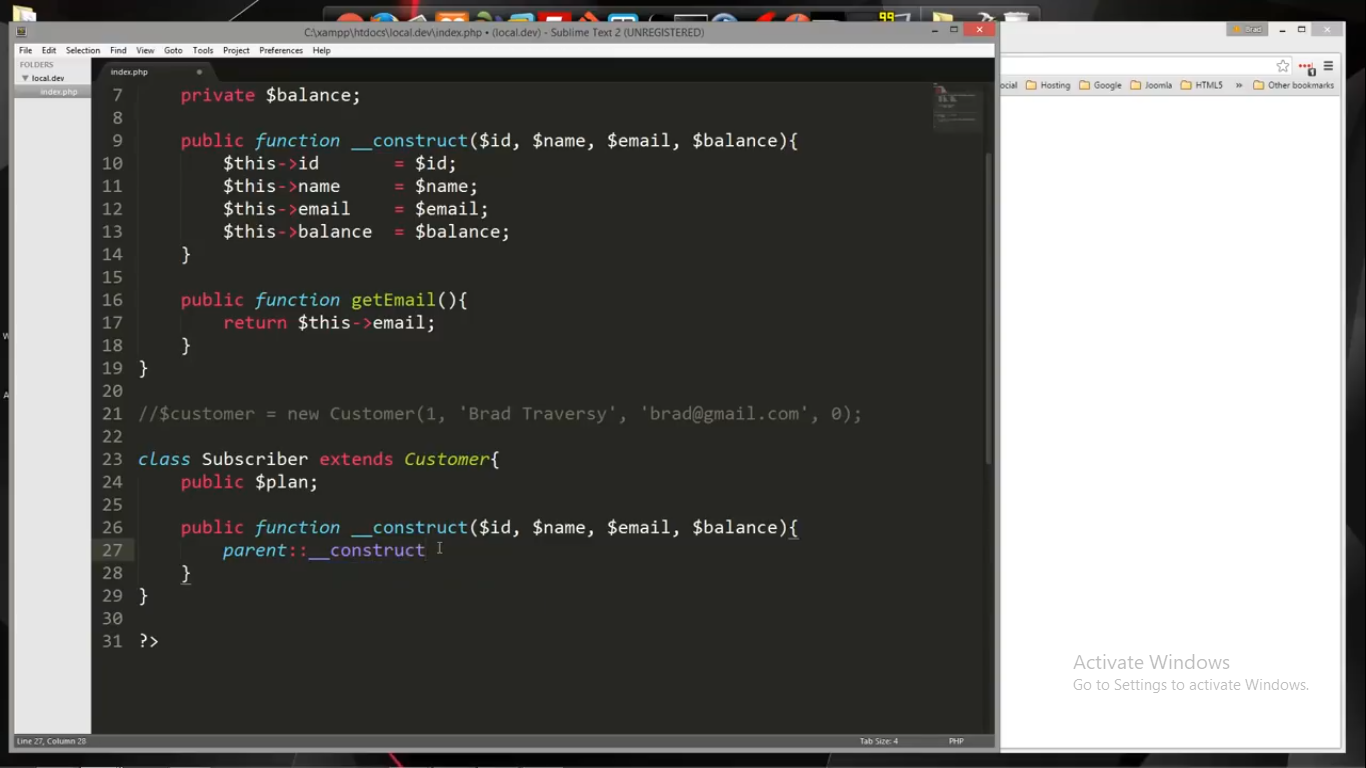 99
C:\xampp\htdocs\local.dev\index.php • (local.dev) - Sublime Text 2 (UNREGISTERED)
Brad
File Edit Selection Find View Goto Tools Project Preferences Help
FOLDERS
local.dev
index.php
index.php
ocial Hosting Google Joomla HTML5 » Other bookmarks
7 private $balance;
8
9 public function __construct($id, $name, $email, $balance){
10 $this->id = $id;
11 $this->name = $name;
12 $this->email = $email;
13 $this->balance = $balance;
14 }
15
16 public function getEmail(){
17 return $this->email;
18 }
19 }
20
21 //$customer = new Customer(1, 'Brad Traversy', 'brad@gmail.com', 0);
22
23 class Subscriber extends Customer{
24 public $plan;
25
26 public function __construct($id, $name, $email, $balance){
27 parent::__construct
28 }
29 }
30
31 ?>
Activate Windows
Go to Settings to activate Windows.
Line 27, Column 28
Tab Size: 4
PHP